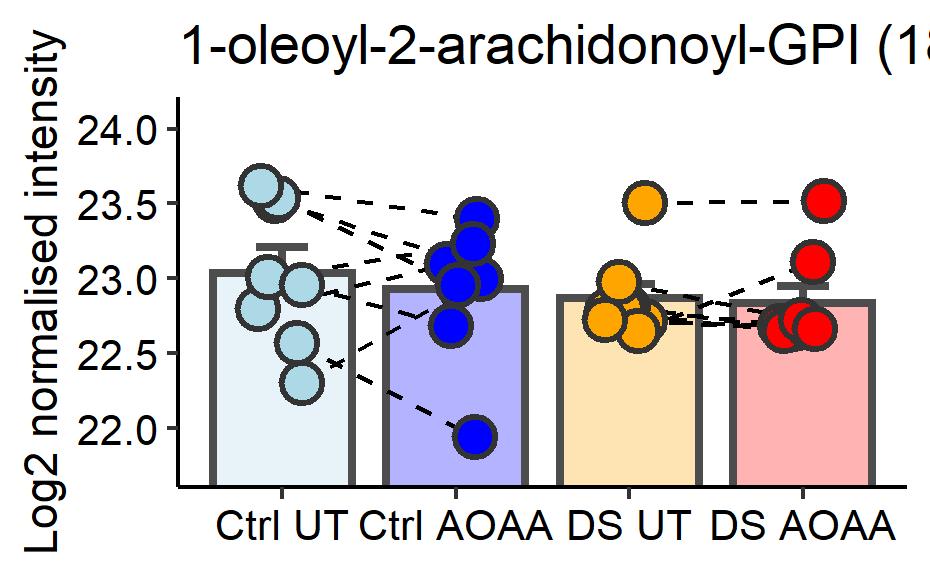 1-oleoyl-2-arachidonoyl-GPI (18
Log2 normalised intensity
24.0
23.5
23.0
22.5
22.0
Ctrl UT Ctrl AOAA DS UT DS AOAA